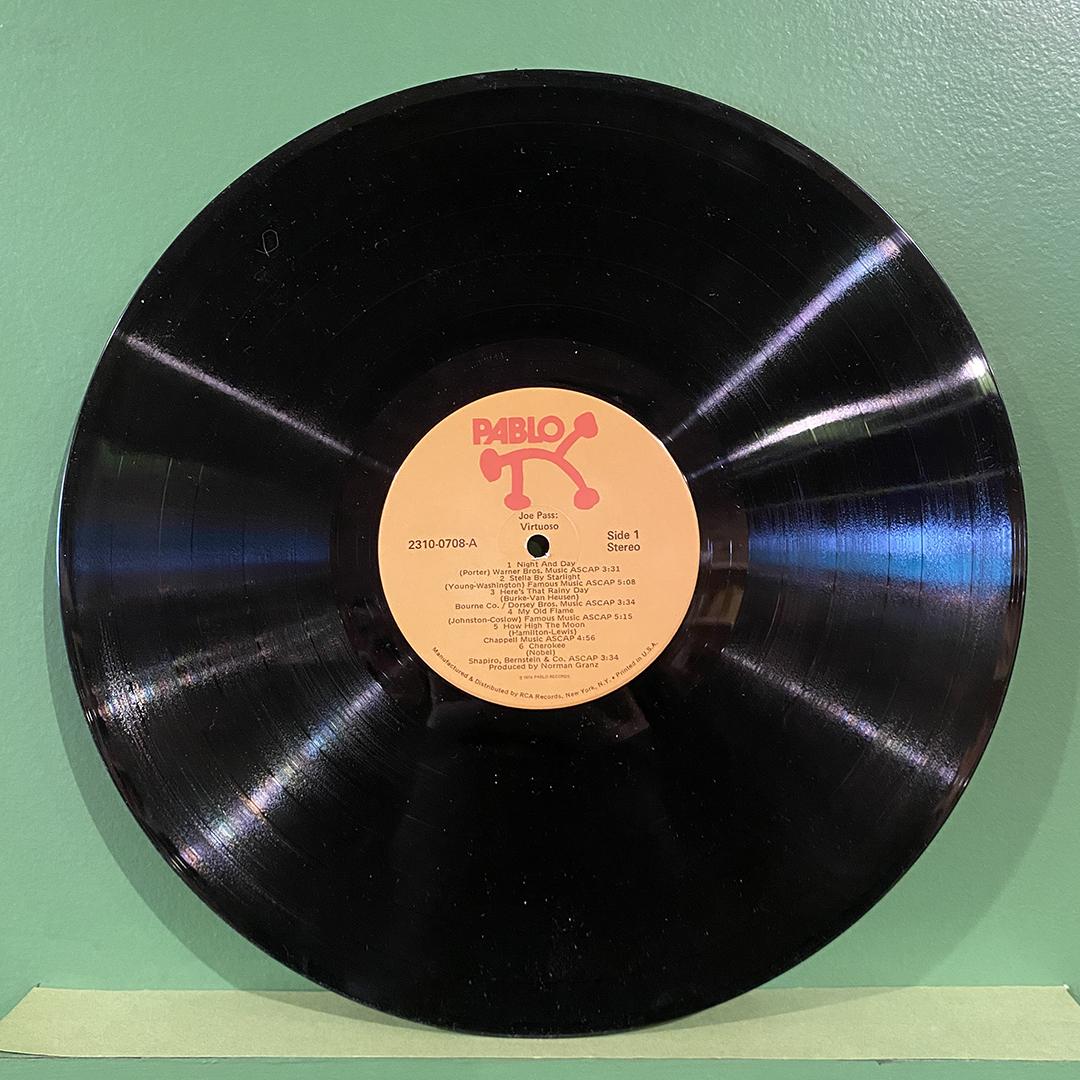 PABLO
Joe Pass:
Virtuoso
2310-0708-A
Side 1
Stereo
1 Night And Day
(Porter) Warner Bros. Music ASCAP 3:31
2 Stella By Starlight
(Young-Washington) Famous Music ASCAP 5:08
3 Here's That Rainy Day
(Burke-Van Heusen)
Bourne Co. / Dorsey Bros. Music ASCAP 3:34
4 My Old Flame
(Johnston-Coslow) Famous Music ASCAP 5:15
5 How High The Moon
(Hamilton-Lewis)
Chappell Music ASCAP 4:56
6 Cherokee
(Nobel)
Shapiro, Bernstein & Co. ASCAP 3:34
Produced by Norman Granz
℗ 1974 PABLO RECORDS
Manufactured & Distributed by RCA Records, New York, N.Y. • Printed in U.S.A.